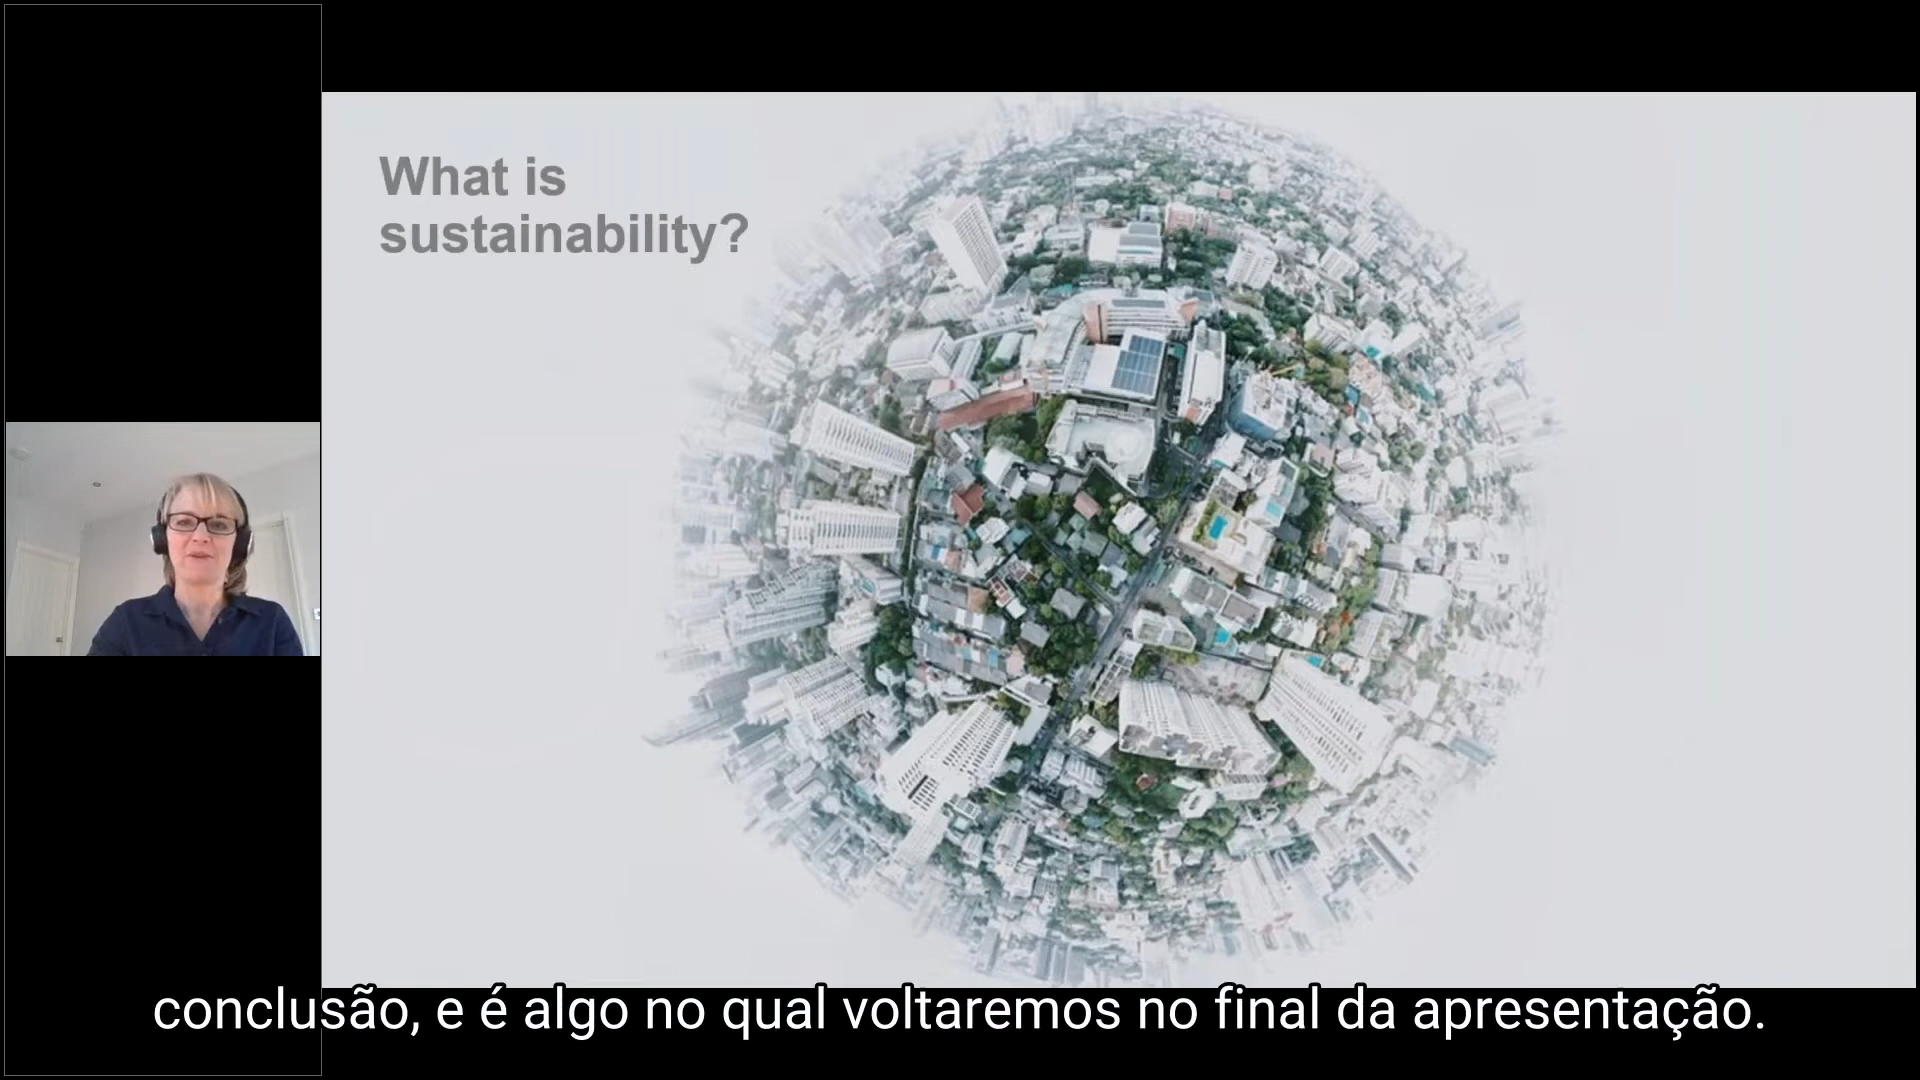 What is
sustainability?
conclusão, e é algo no qual voltaremos no final da apresentação.